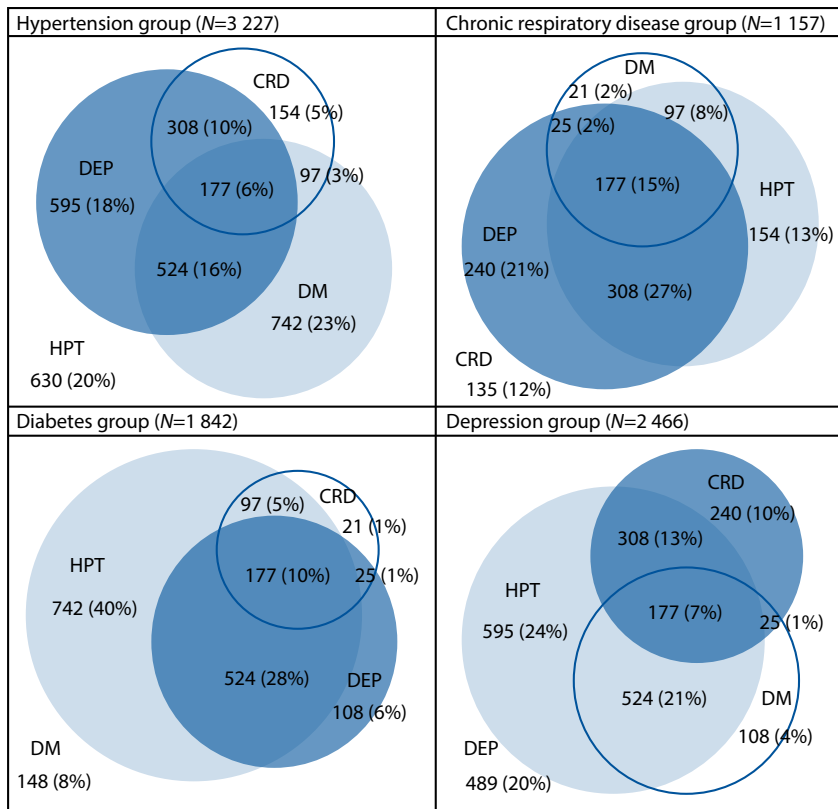 Hypertension group (N=3 227)
CRD
154 (5%)
308 (10%)
DEP
595 (18%)
177 (6%)
97 (3%)
524 (16%)
DM
742 (23%)
HPT
630 (20%)
Chronic respiratory disease group (N=1 157)
DM
21 (2%)
25 (2%)
97 (8%)
177 (15%)
HPT
154 (13%)
DEP
240 (21%)
308 (27%)
CRD
135 (12%)
Diabetes group (N=1 842)
CRD
97 (5%)
21 (1%)
HPT
742 (40%)
177 (10%)
25 (1%)
524 (28%)
DEP
108 (6%)
DM
148 (8%)
Depression group (N=2 466)
CRD
240 (10%)
308 (13%)
HPT
595 (24%)
177 (7%)
25 (1%)
524 (21%)
DM
108 (4%)
DEP
489 (20%)